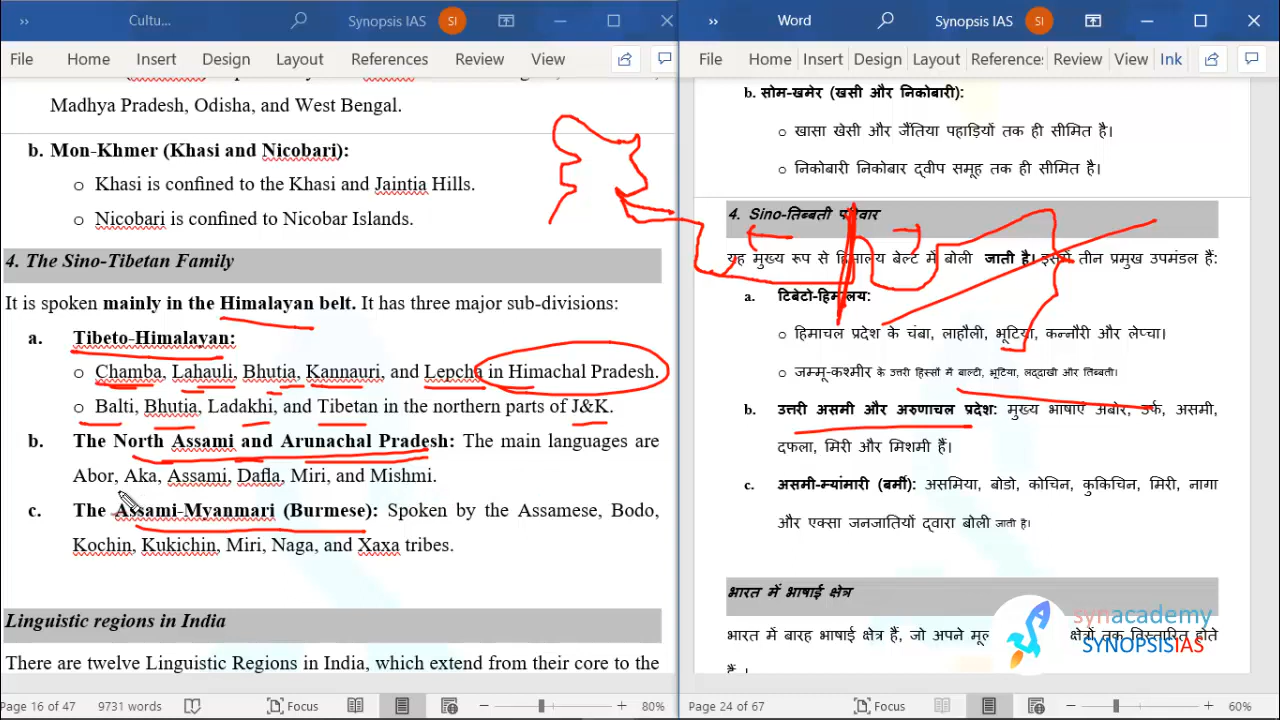 Cultu...
Synopsis IAS
SI
File Home Insert Design Layout References Review View
Madhya Pradesh, Odisha, and West Bengal.
b. Mon-Khmer (Khasi and Nicobari):
o Khasi is confined to the Khasi and Jaintia Hills.
o Nicobari is confined to Nicobar Islands.
4. The Sino-Tibetan Family
It is spoken mainly in the Himalayan belt. It has three major sub-divisions:
a. Tibeto-Himalayan:
o Chamba, Lahauli, Bhutia, Kannauri, and Lepcha in Himachal Pradesh.
o Balti, Bhutia, Ladakhi, and Tibetan in the northern parts of J&K.
b. The North Assami and Arunachal Pradesh: The main languages are
Abor, Aka, Assami, Dafla, Miri, and Mishmi.
c. The Assami-Myanmari (Burmese): Spoken by the Assamese, Bodo,
Kochin, Kukichin, Miri, Naga, and Xaxa tribes.
Linguistic regions in India
There are twelve Linguistic Regions in India, which extend from their core to the
Page 16 of 47 9731 words Focus 80%
Word
Synopsis IAS
SI
File Home Insert Design Layout References Review View Ink
b. सोम-खमेर (खसी और निकोबारी):
o खासा खेसी और जैंतिया पहाड़ियों तक ही सीमित है।
o निकोबारी निकोबार द्वीप समूह तक ही सीमित है।
4. Sino-तिब्बती परिवार
यह मुख्य रूप से हिमालय बेल्ट में बोली जाती है। इसमें तीन प्रमुख उपमंडल हैं:
a. टिबेटो-हिमालय:
o हिमाचल प्रदेश के चंबा, लाहौली, भूटिया, कन्नौरी और लेप्चा।
o जम्मू-कश्मीर के उत्तरी हिस्सों में बाल्टी, भूटिया, लद्दाखी और तिब्बती।
b. उत्तरी असमी और अरुणाचल प्रदेश: मुख्य भाषाएं अबोर, उर्फ, असमी,
दफला, मिरी और मिशमी हैं।
c. असमी-म्यांमारी (बर्मी): असमिया, बोडो, कोचिन, कुकिचिन, मिरी, नागा
और एक्सा जनजातियों द्वारा बोली जाती है।
भारत में भाषाई क्षेत्र
भारत में बारह भाषाई क्षेत्र हैं, जो अपने क्षेत्रों तक विस्तारित होते
हैं।
synacademy
SYNOPSISIAS
Page 24 of 67 Focus 60%